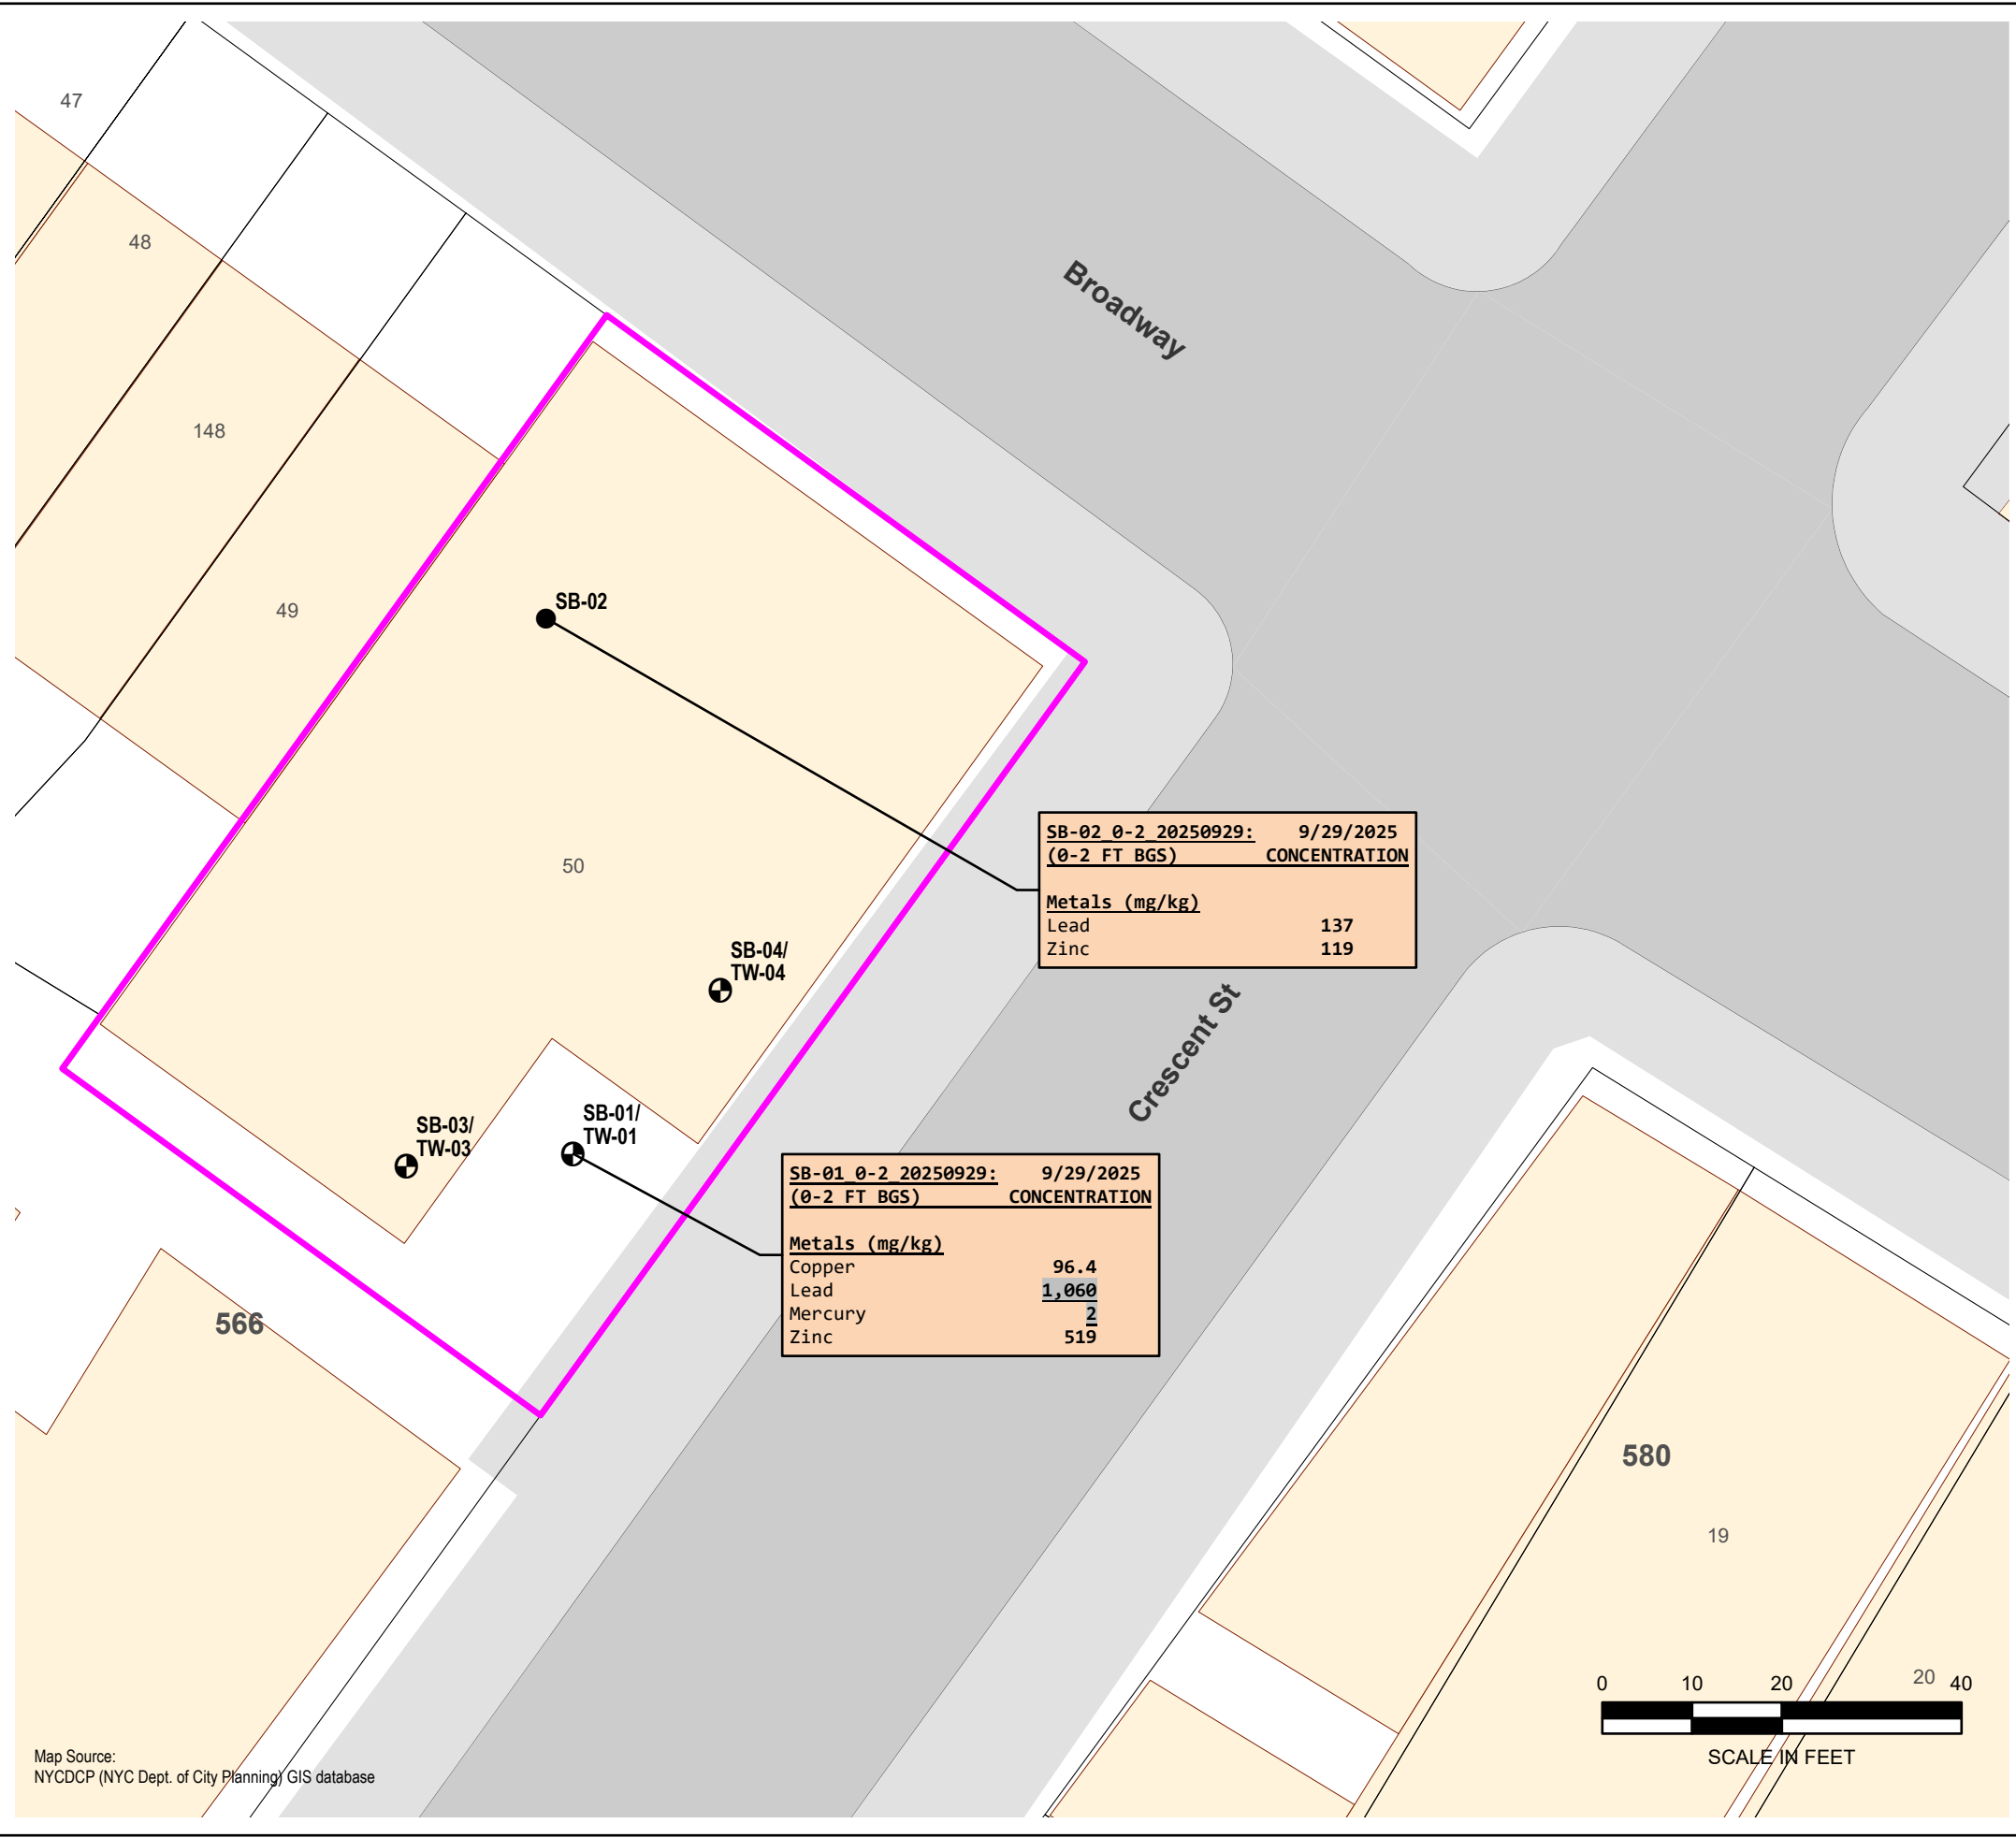 47
48
148
49
Broadway
SB-02
50
SB-02_0-2_20250929: 9/29/2025
(0-2 FT BGS) CONCENTRATION
Metals (mg/kg)
Lead 137
Zinc 119
SB-04/
TW-04
Crescent St
SB-03/
TW-03
SB-01/
TW-01
SB-01_0-2_20250929: 9/29/2025
(0-2 FT BGS) CONCENTRATION
Metals (mg/kg)
Copper 96.4
Lead 1,060
Mercury 2
Zinc 519
566
580
19
20
0 10 20 40
SCALE IN FEET
Map Source:
NYCDCP (NYC Dept. of City Planning) GIS database